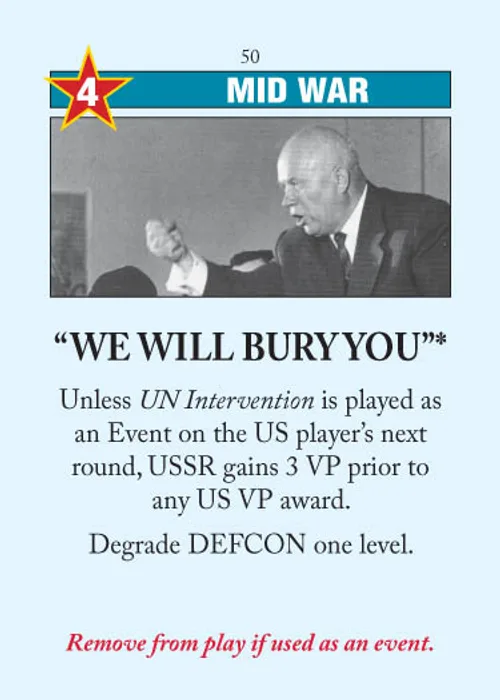 50
4
MID WAR
“WE WILL BURY YOU”*
Unless UN Intervention is played as
an Event on the US player’s next
round, USSR gains 3 VP prior to
any US VP award.
Degrade DEFCON one level.
Remove from play if used as an event.